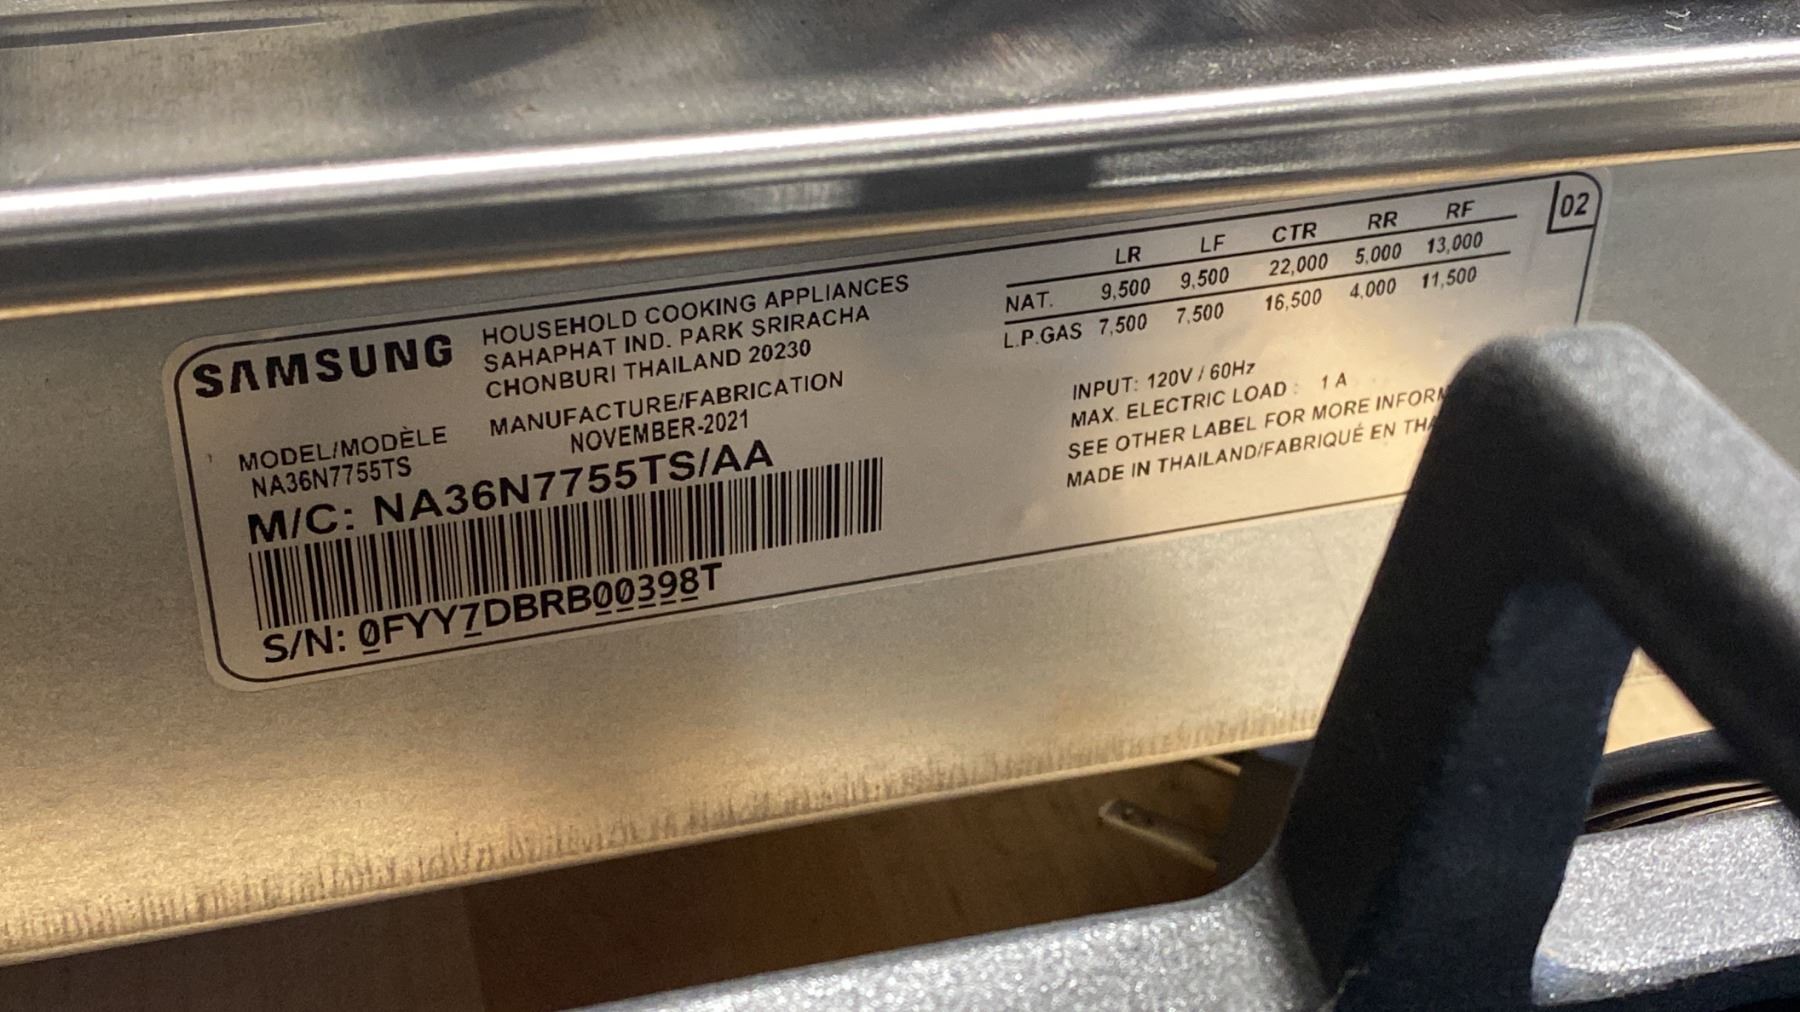 SAMSUNG
HOUSEHOLD COOKING APPLIANCES
SAHAPHAT IND. PARK SRIRACHA
CHONBURI THAILAND 20230
MODEL/MODÈLE
NA36N7755TS
MANUFACTURE/FABRICATION
NOVEMBER-2021
M/C: NA36N7755TS/AA
S/N: 0FYY7DBRB00398T
02
LR LF CTR RR RF
NAT. 9,500 9,500 22,000 5,000 13,000
L.P.GAS 7,500 7,500 16,500 4,000 11,500
INPUT: 120V / 60Hz
MAX. ELECTRIC LOAD : 1 A
SEE OTHER LABEL FOR MORE
MADE IN THAILAND/FABRIQUÉ EN